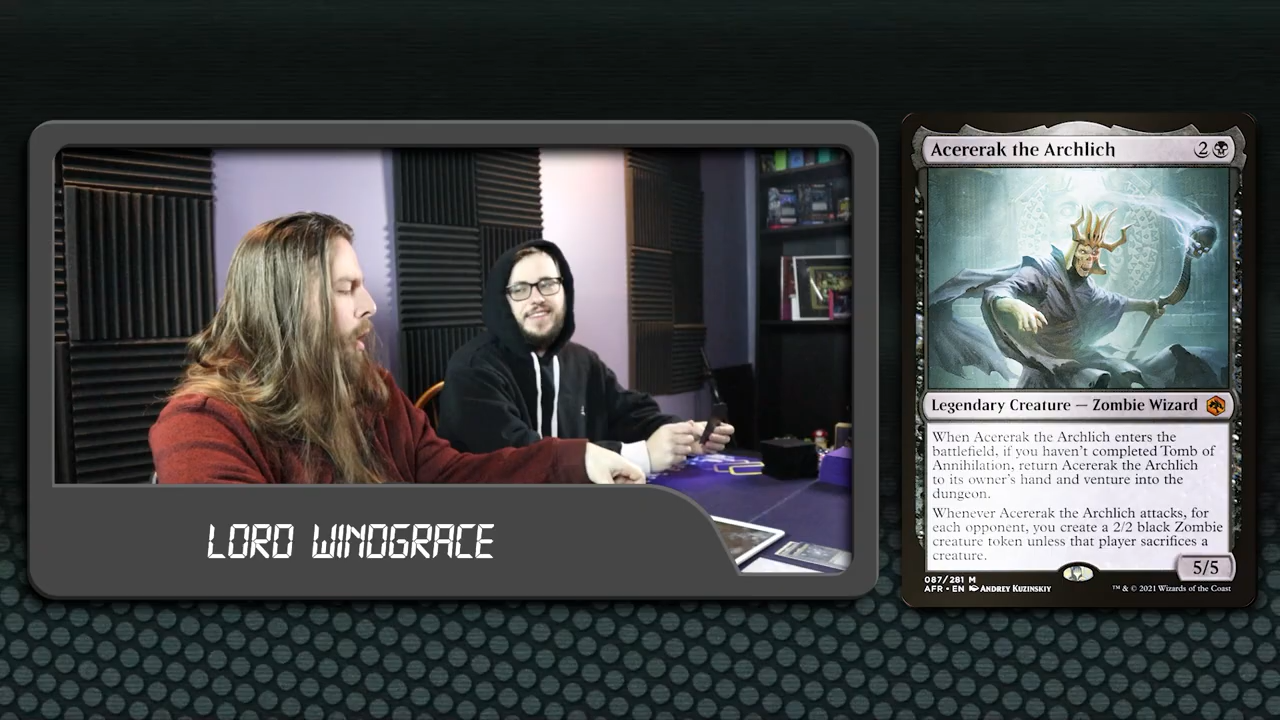 LORD WINDGRACE
Acererak the Archlich
2
Legendary Creature — Zombie Wizard
When Acererak the Archlich enters the
battlefield, if you haven't completed Tomb of
Annihilation, return Acererak the Archlich
to its owner's hand and venture into the
dungeon.
Whenever Acererak attacks, for
each opponent, you create a 2/2 black Zombie
creature token unless that player sacrifices a
creature.
5/5
087/281 M
AFR • EN ANDREY KUZINSKIY
™ & © 2021 Wizards of the Coast